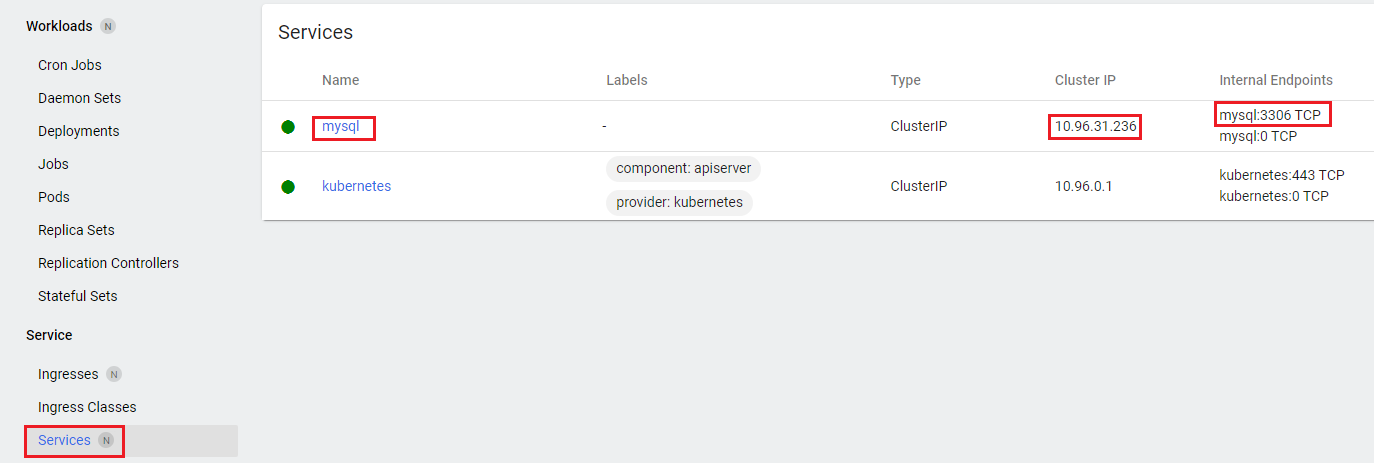 Workloads N
Cron Jobs
Daemon Sets
Deployments
Jobs
Pods
Replica Sets
Replication Controllers
Stateful Sets
Service
Ingresses N
Ingress Classes
Services N
Services
Name Labels Type Cluster IP Internal Endpoints
mysql - ClusterIP 10.96.31.236 mysql:3306 TCP
mysql:0 TCP
component: apiserver
kubernetes ClusterIP 10.96.0.1 kubernetes:443 TCP
provider: kubernetes kubernetes:0 TCP